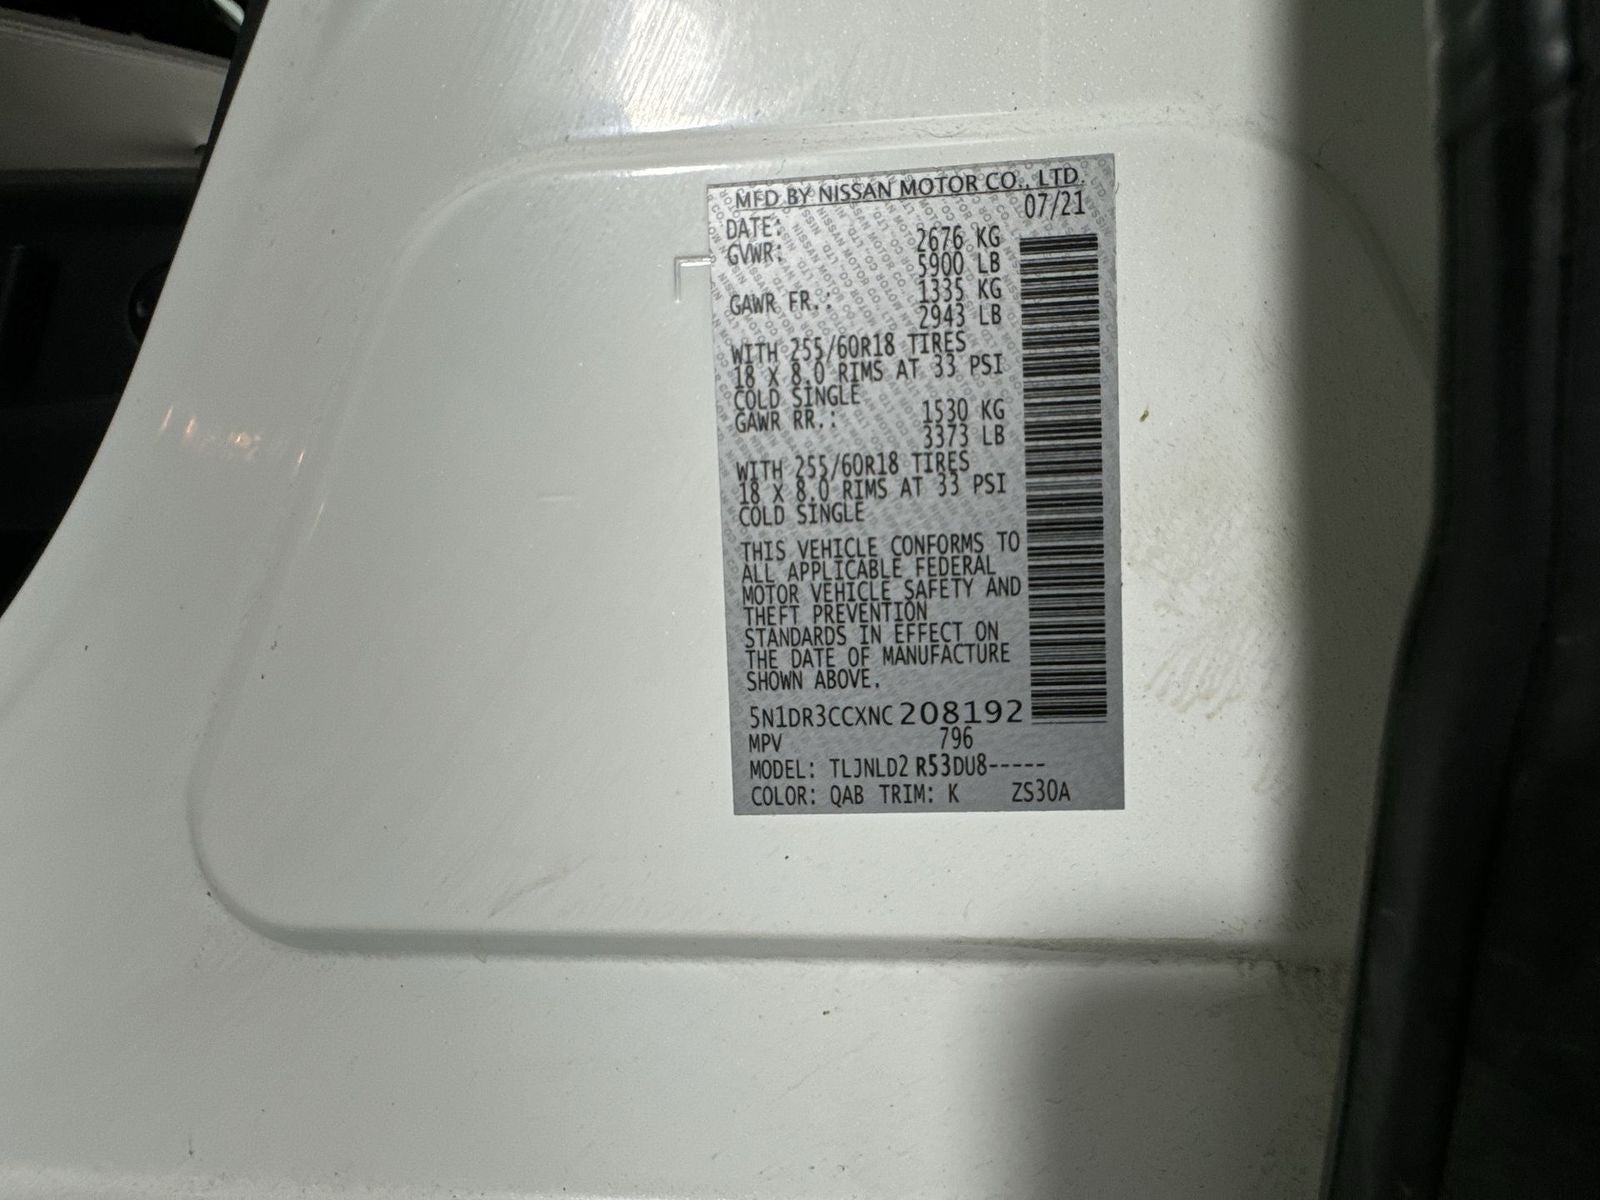 MFD BY NISSAN MOTOR CO., LTD.
DATE: 07/21
GVWR: 2676 KG
5900 LB
GAWR FR.: 1335 KG
2943 LB
WITH 255/60R18 TIRES
18 X 8.0 RIMS AT 33 PSI
COLD SINGLE
GAWR RR.: 1530 KG
3373 LB
WITH 255/60R18 TIRES
18 X 8.0 RIMS AT 33 PSI
COLD SINGLE
THIS VEHICLE CONFORMS TO
ALL APPLICABLE FEDERAL
MOTOR VEHICLE SAFETY AND
THEFT PREVENTION
STANDARDS IN EFFECT ON
THE DATE OF MANUFACTURE
SHOWN ABOVE.
5N1DR3CCXNC208192
MPV 796
MODEL: TLJNLD2 R53DU8-----
COLOR: QAB TRIM: K ZS30A